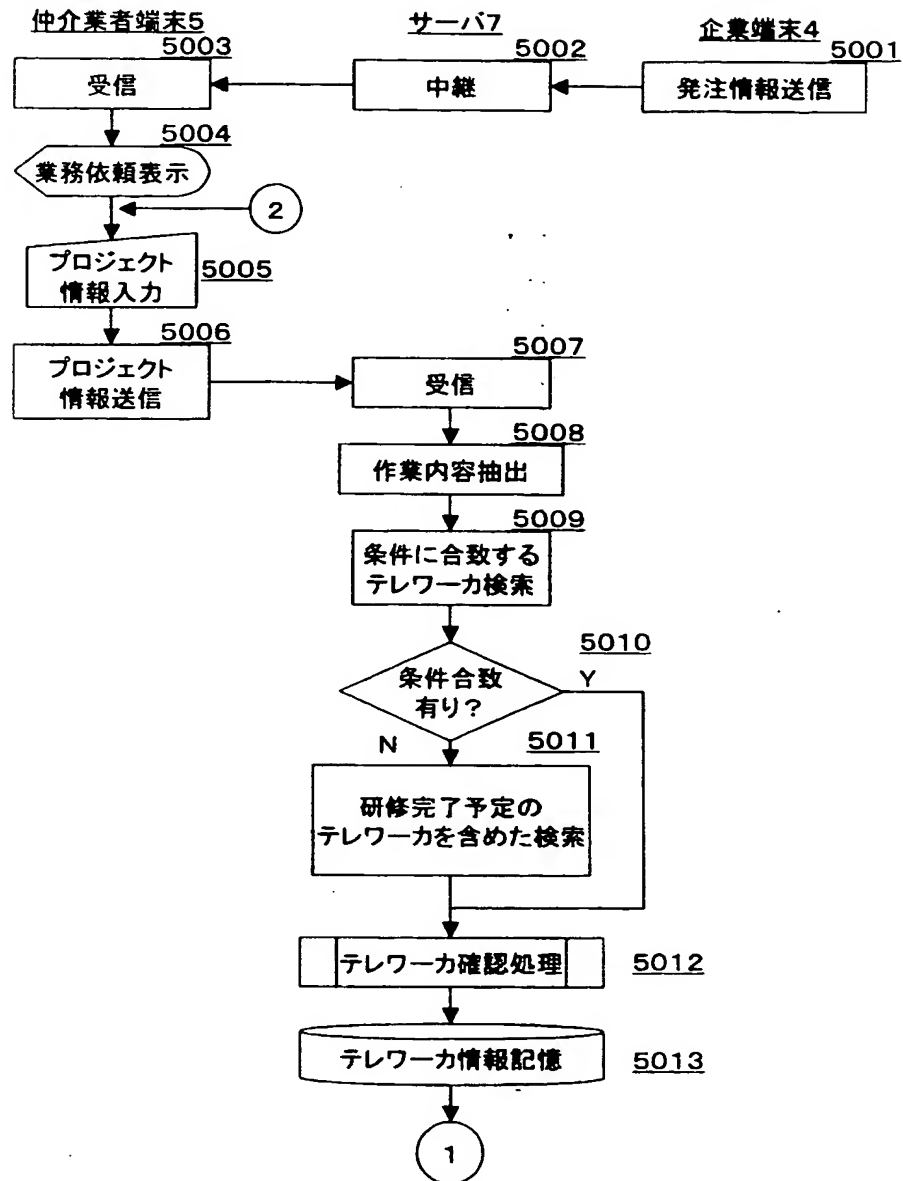 仲介業者端末5
サーバ7
企業端末4
5003
5002
5001
受信
中継
発注情報送信
5004
業務依頼表示
2
プロジェクト
情報入力
5005
5006
プロジェクト
情報送信
5007
受信
5008
作業内容抽出
5009
条件に合致する
テレワーカ検索
5010
条件合致
有り?
Y
N
5011
研修完了予定の
テレワーカを含めた検索
テレワーカ確認処理
5012
テレワーカ情報記憶
5013
1